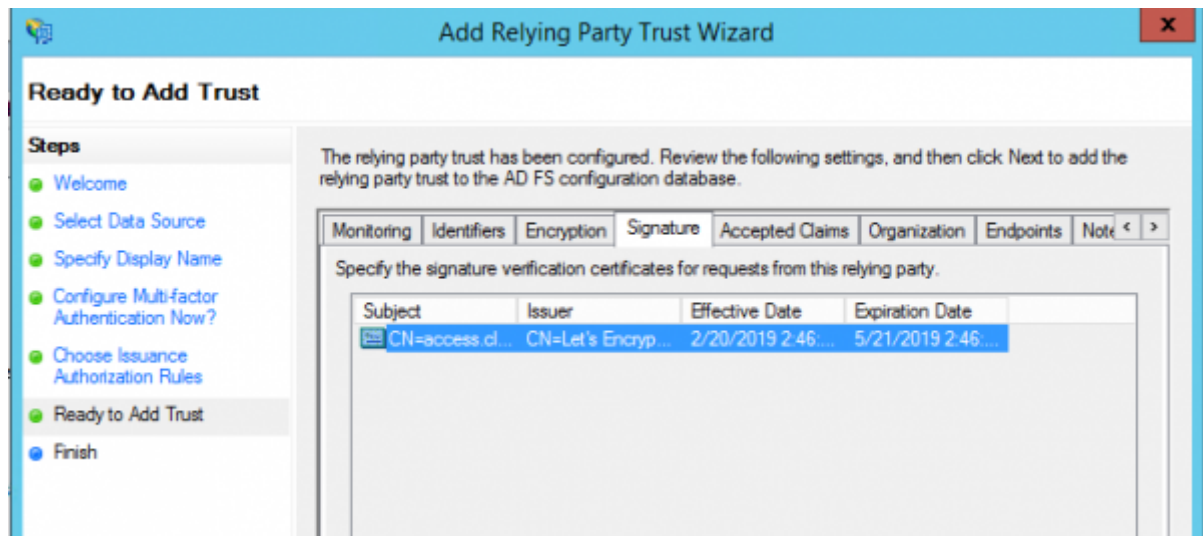 Add Relying Party Trust Wizard
x
Ready to Add Trust
Steps
Welcome
Select Data Source
Specify Display Name
Configure Multi-factor
Authentication Now?
Choose Issuance
Authorization Rules
Ready to Add Trust
Finish
The relying party trust has been configured. Review the following settings, and then click Next to add the
relying party trust to the AD FS configuration database.
Monitoring Identifiers Encryption Signature Accepted Claims Organization Endpoints Note < >
Specify the signature verification certificates for requests from this relying party.
Subject Issuer Effective Date Expiration Date
CN=access.cl... CN=Let's Encryp... 2/20/2019 2:46:... 5/21/2019 2:46:...